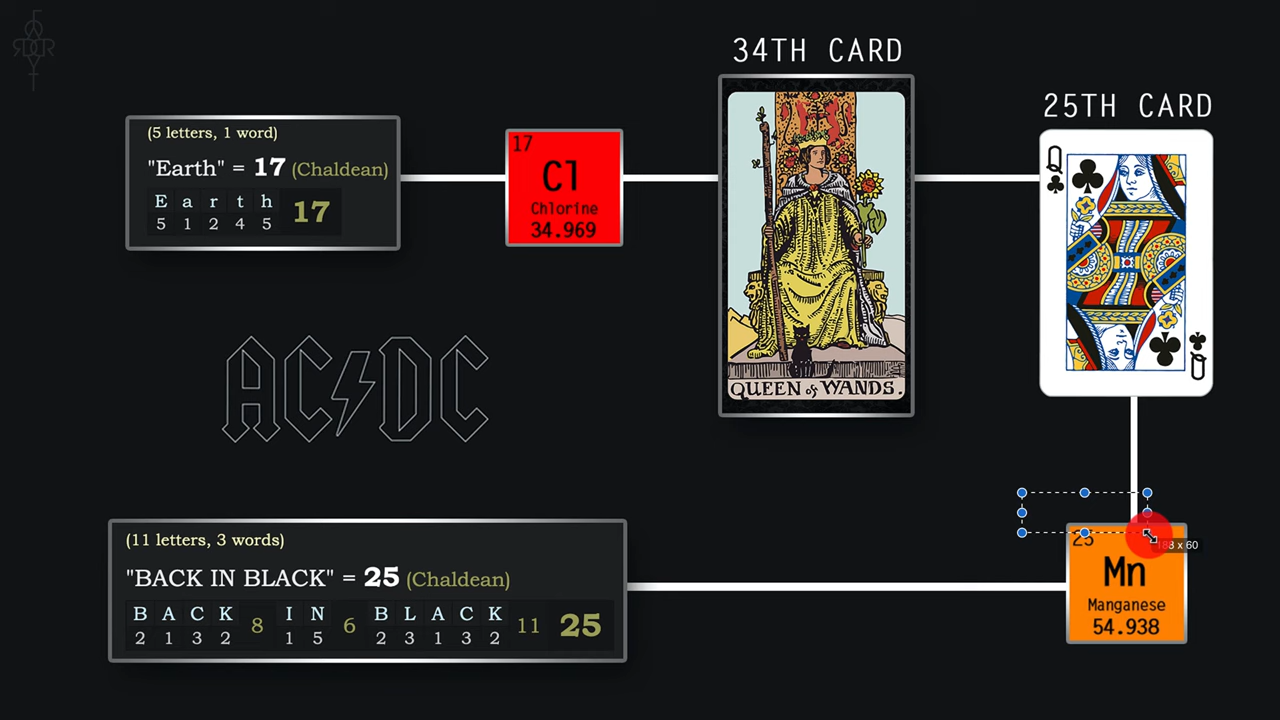 34TH CARD
25TH CARD
(5 letters, 1 word)
"Earth" = 17 (Chaldean)
E a r t h
5 1 2 4 5 17
17
Cl
Chlorine
34.969
QUEEN of WANDS.
Q
Q
AC DC
(11 letters, 3 words)
"BACK IN BLACK" = 25 (Chaldean)
B A C K I N B L A C K
2 1 3 2 8 1 5 6 2 3 1 3 2 11 25
25
Mn
Manganese
54.938
183 x 60